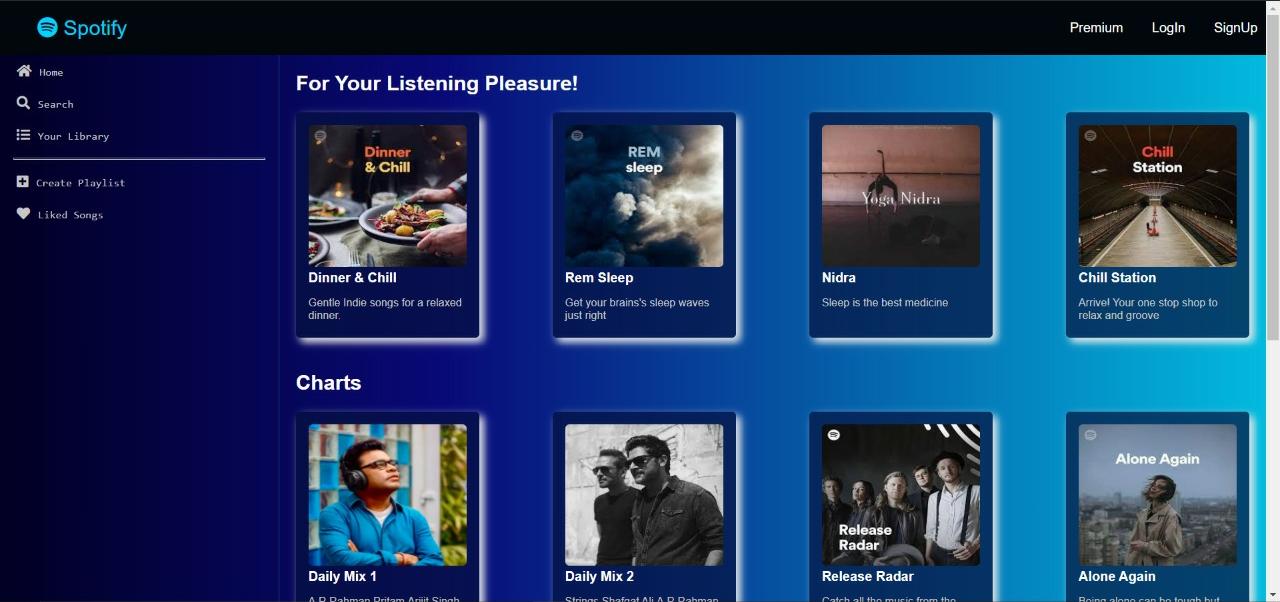 Spotify
Premium
LogIn
SignUp
Home
Search
Your Library
Create Playlist
Liked Songs
For Your Listening Pleasure!
Dinner
& Chill
Dinner & Chill
Gentle Indie songs for a relaxed
dinner.
REM
sleep
Rem Sleep
Get your brains's sleep waves
just right
Yoga Nidra
Nidra
Sleep is the best medicine
Chill
Station
Chill Station
Arrive! Your one stop shop to
relax and groove
Charts
Daily Mix 1
A R Rahman Pritam Arijit Singh
Daily Mix 2
Strings Shafqat Ali A R Rahman
Release
Radar
Release Radar
Catch all the music from the
Alone Again
Alone Again
Being alone can be tough but